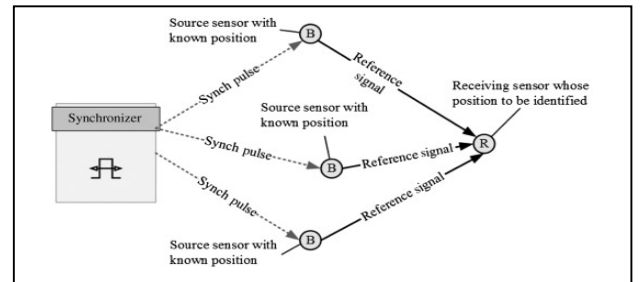 Source sensor with
known position
B
Reference
signal
Synch pulse
Receiving sensor whose
position to be identified
Source sensor with
known position
Synchronizer
Synch pulse
B
Reference signal
R
Synch pulse
Reference signal
B
Source sensor with
known position